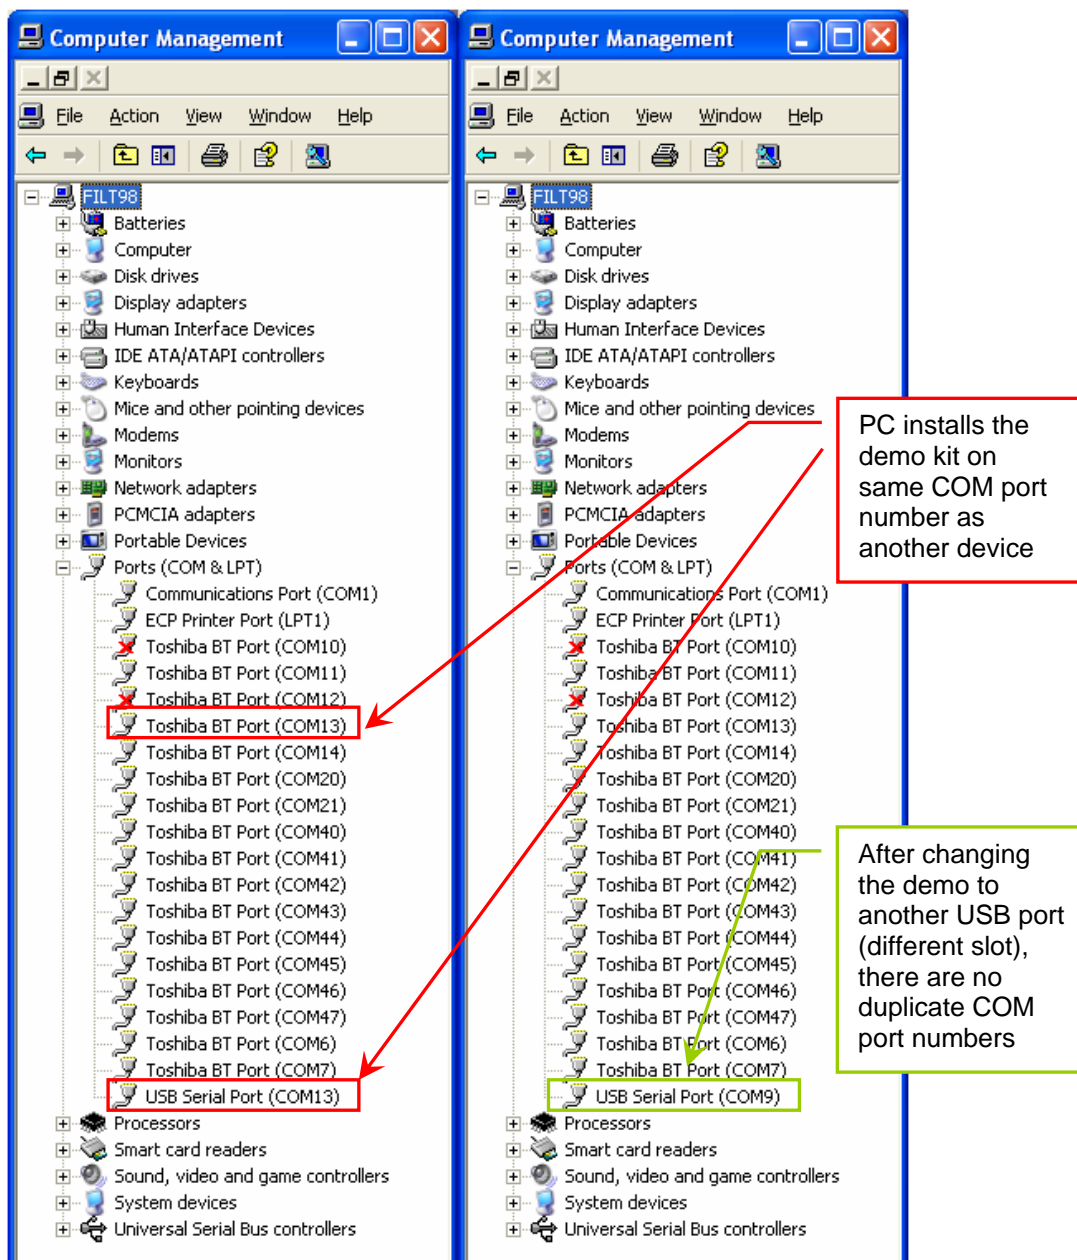 Computer Management
File Action View Window Help
FILT98
Batteries
Computer
Disk drives
Display adapters
Human Interface Devices
IDE ATA/ATAPI controllers
Keyboards
Mice and other pointing devices
Modems
Monitors
Network adapters
PCMCIA adapters
Portable Devices
Ports (COM & LPT)
Communications Port (COM1)
ECP Printer Port (LPT1)
Toshiba BT Port (COM10)
Toshiba BT Port (COM11)
Toshiba BT Port (COM12)
Toshiba BT Port (COM13)
Toshiba BT Port (COM14)
Toshiba BT Port (COM20)
Toshiba BT Port (COM21)
Toshiba BT Port (COM40)
Toshiba BT Port (COM41)
Toshiba BT Port (COM42)
Toshiba BT Port (COM43)
Toshiba BT Port (COM44)
Toshiba BT Port (COM45)
Toshiba BT Port (COM46)
Toshiba BT Port (COM47)
Toshiba BT Port (COM6)
Toshiba BT Port (COM7)
USB Serial Port (COM13)
Processors
Smart card readers
Sound, video and game controllers
System devices
Universal Serial Bus controllers
Computer Management
File Action View Window Help
FILT98
Batteries
Computer
Disk drives
Display adapters
Human Interface Devices
IDE ATA/ATAPI controllers
Keyboards
Mice and other pointing devices
Modems
Monitors
Network adapters
PCMCIA adapters
Portable Devices
Ports (COM & LPT)
Communications Port (COM1)
ECP Printer Port (LPT1)
Toshiba BT Port (COM10)
Toshiba BT Port (COM11)
Toshiba BT Port (COM12)
Toshiba BT Port (COM13)
Toshiba BT Port (COM14)
Toshiba BT Port (COM20)
Toshiba BT Port (COM21)
Toshiba BT Port (COM40)
Toshiba BT Port (COM41)
Toshiba BT Port (COM42)
Toshiba BT Port (COM43)
Toshiba BT Port (COM44)
Toshiba BT Port (COM45)
Toshiba BT Port (COM46)
Toshiba BT Port (COM47)
Toshiba BT Port (COM6)
Toshiba BT Port (COM7)
USB Serial Port (COM9)
Processors
Smart card readers
Sound, video and game controllers
System devices
Universal Serial Bus controllers
PC installs the
demo kit on
same COM port
number as
another device
After changing
the demo to
another USB port
(different slot),
there are no
duplicate COM
port numbers